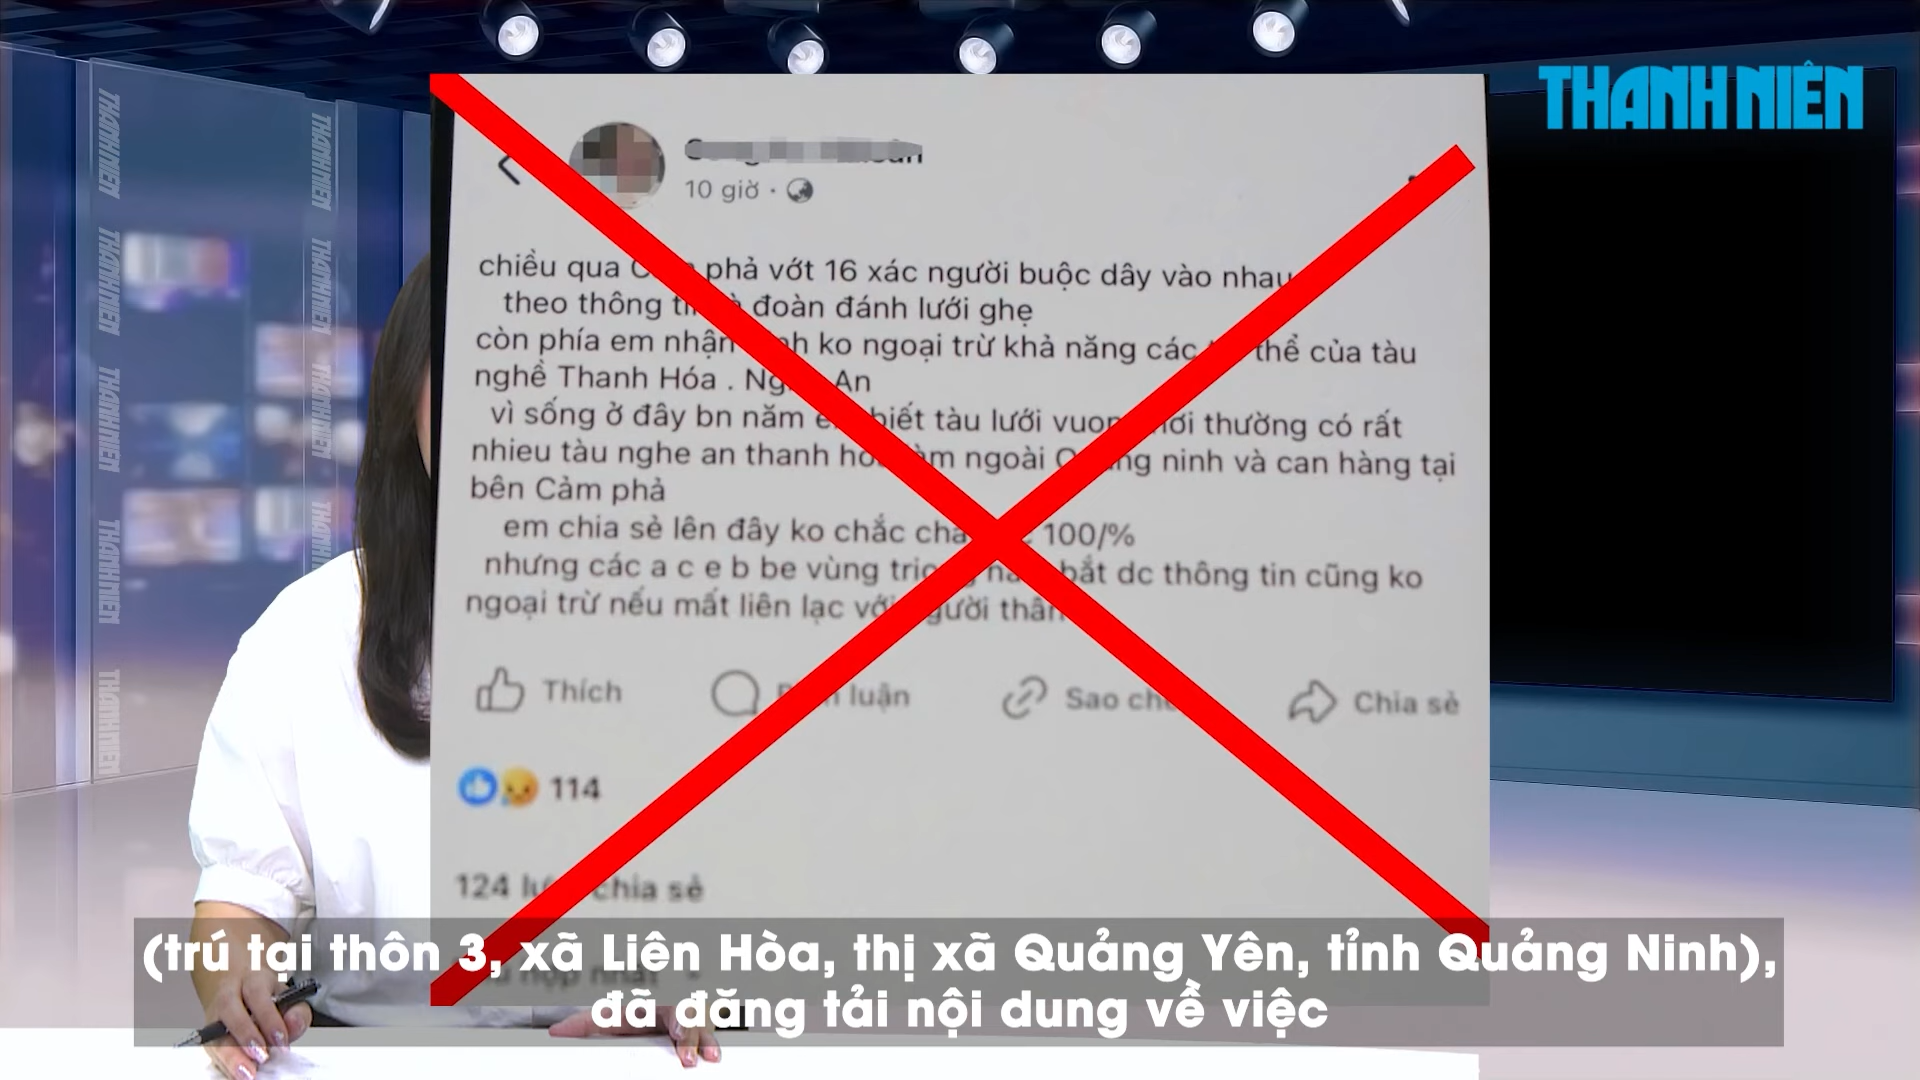 THANH NIÊN
10 giờ ·
chiều qua phả vớt 16 xác người buộc dây vào nhau
theo thông đoàn đánh lưới ghẹ
còn phía em nhận ko ngoại trừ khả năng các thể của tàu
nghề Thanh Hóa . An
vì sống ở đây bn năm biết tàu lưới thường có rất
nhieu tàu nghe an thanh ngoài ninh và can hàng tại
bên Cảm phả
em chia sẻ lên đây ko chắc 100/%
nhưng các a c e b be vùng bắt dc thông tin cũng ko
ngoại trừ nếu mất liên lạc người thân
Thích luận Sao Chia sẻ
114
124 chia sẻ
(trú tại thôn 3, xã Liên Hòa, thị xã Quảng Yên, tỉnh Quảng Ninh),
đã đăng tải nội dung về việc